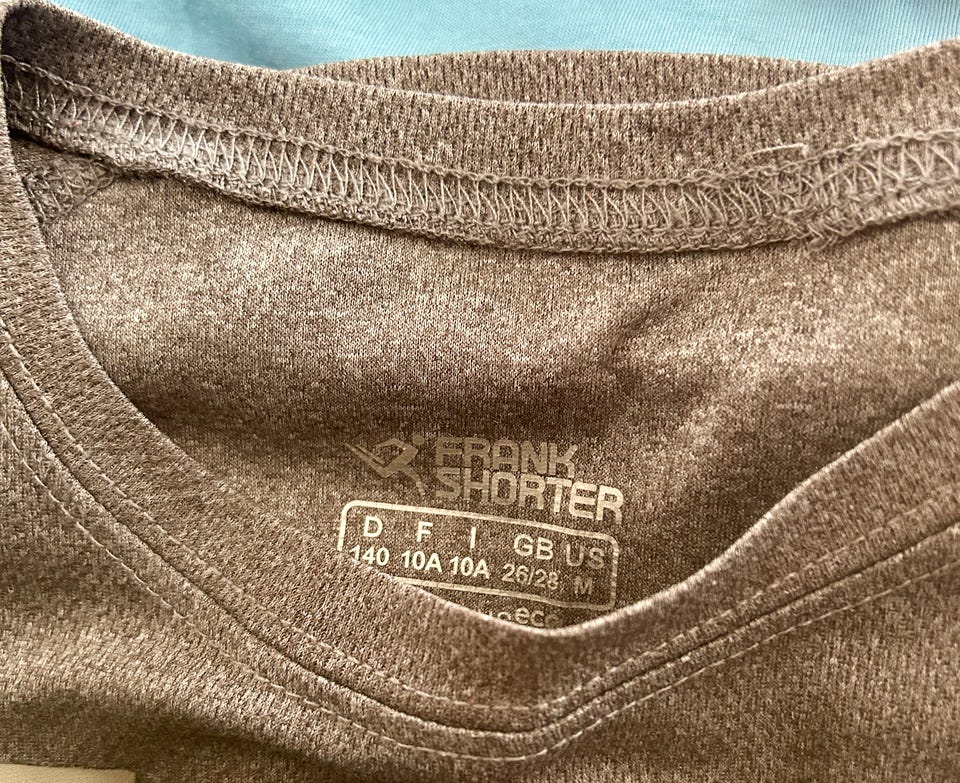 FRANK
SHORTER
D F I GB US
140 10A 10A 26/28 M